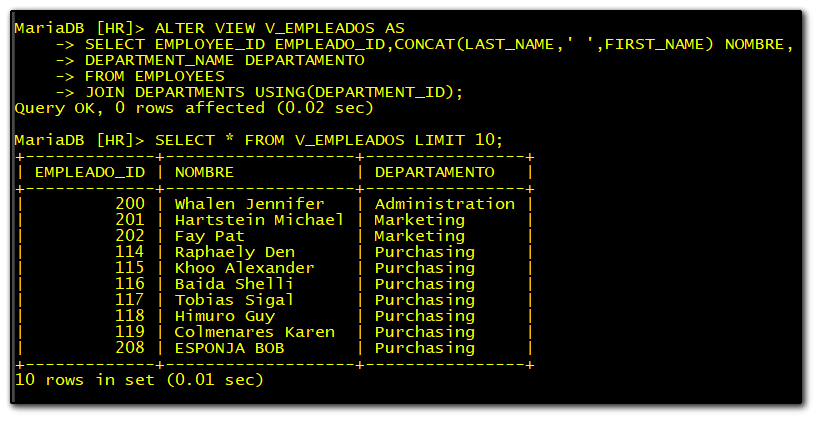 MariaDB [HR]> ALTER VIEW V_EMPLEADOS AS
    -> SELECT EMPLOYEE_ID EMPLEADO_ID,CONCAT(LAST_NAME,' ',FIRST_NAME) NOMBRE,
    -> DEPARTMENT_NAME DEPARTAMENTO
    -> FROM EMPLOYEES
    -> JOIN DEPARTMENTS USING(DEPARTMENT_ID);
Query OK, 0 rows affected (0.02 sec)
MariaDB [HR]> SELECT * FROM V_EMPLEADOS LIMIT 10;
+-------------+-------------------+----------------+
| EMPLEADO_ID | NOMBRE            | DEPARTAMENTO   |
+-------------+-------------------+----------------+
|         200 | Whalen Jennifer   | Administration |
|         201 | Hartstein Michael | Marketing      |
|         202 | Fay Pat           | Marketing      |
|         114 | Raphaely Den      | Purchasing     |
|         115 | Khoo Alexander    | Purchasing     |
|         116 | Baida Shelli      | Purchasing     |
|         117 | Tobias Sigal      | Purchasing     |
|         118 | Himuro Guy        | Purchasing     |
|         119 | Colmenares Karen  | Purchasing     |
|         208 | ESPONJA BOB       | Purchasing     |
+-------------+-------------------+----------------+
10 rows in set (0.01 sec)